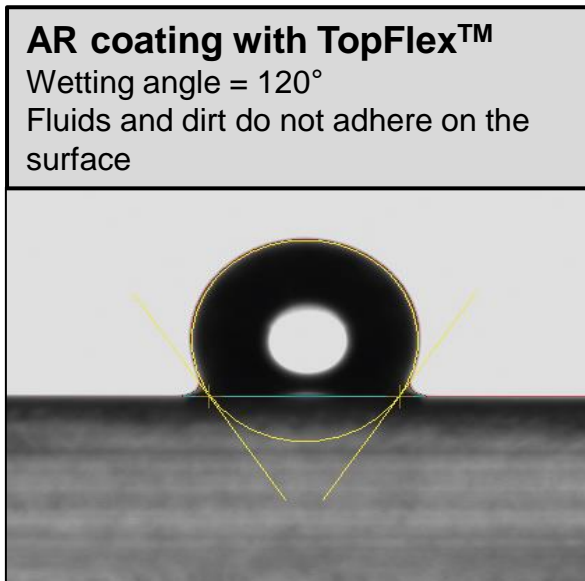 AR coating with TopFlex™
Wetting angle = 120°
Fluids and dirt do not adhere on the
surface